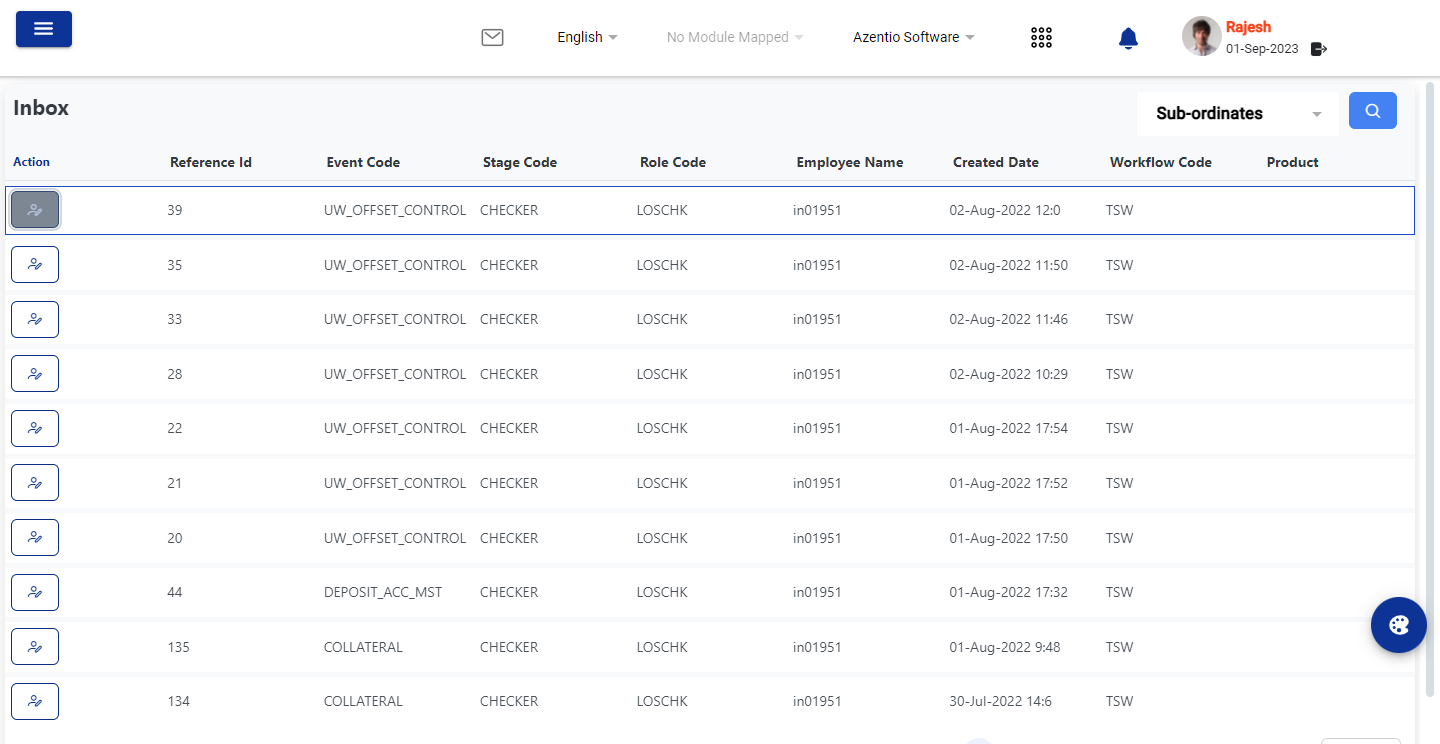 English No Module Mapped Azentio Software Rajesh
01-Sep-2023
Inbox Sub-ordinates
Action Reference Id Event Code Stage Code Role Code Employee Name Created Date Workflow Code Product
39 UW_OFFSET_CONTROL CHECKER LOSCHK in01951 02-Aug-2022 12:0 TSW
35 UW_OFFSET_CONTROL CHECKER LOSCHK in01951 02-Aug-2022 11:50 TSW
33 UW_OFFSET_CONTROL CHECKER LOSCHK in01951 02-Aug-2022 11:46 TSW
28 UW_OFFSET_CONTROL CHECKER LOSCHK in01951 02-Aug-2022 10:29 TSW
22 UW_OFFSET_CONTROL CHECKER LOSCHK in01951 01-Aug-2022 17:54 TSW
21 UW_OFFSET_CONTROL CHECKER LOSCHK in01951 01-Aug-2022 17:52 TSW
20 UW_OFFSET_CONTROL CHECKER LOSCHK in01951 01-Aug-2022 17:50 TSW
44 DEPOSIT_ACC_MST CHECKER LOSCHK in01951 01-Aug-2022 17:32 TSW
135 COLLATERAL CHECKER LOSCHK in01951 01-Aug-2022 9:48 TSW
134 COLLATERAL CHECKER LOSCHK in01951 30-Jul-2022 14:6 TSW